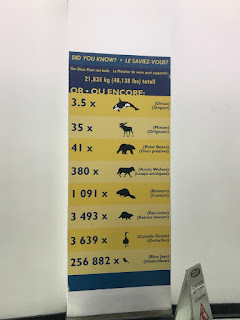 DID YOU KNOW? • LE SAVIEZ-VOUS?
21,835 kg (48,138 lbs) total!
OR • OU ENCORE:
3.5 x (Orcas)
(Orques)
35 x (Moose)
(Orignaux)
41 x (Polar Bears)
(Ours polaires)
380 x (Arctic Wolves)
(Loups arctiques)
1 091 x (Beavers)
(Castors)
3 493 x (Raccoons)
(Ratons laveurs)
3 639 x (Canada Geese)
(Outardes)
256 882 x (Blue Jays)
(Geais bleus)